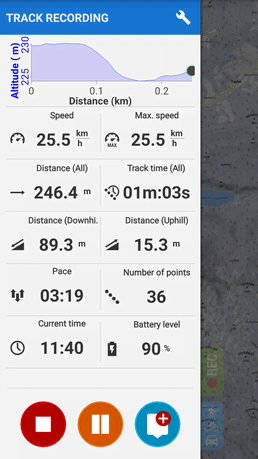 TRACK RECORDING
Altitude ( m)
230
225
0
0.1
0.2
Distance (km)
Speed
Max. speed
25.5 km/h
MAX 25.5 km/h
Distance (All)
Track time (All)
246.4 m
01m:03s
Distance (Downhi.
Distance (Uphill)
89.3 m
15.3 m
Pace
Number of points
03:19
36
Current time
Battery level
11:40
90 %
REC